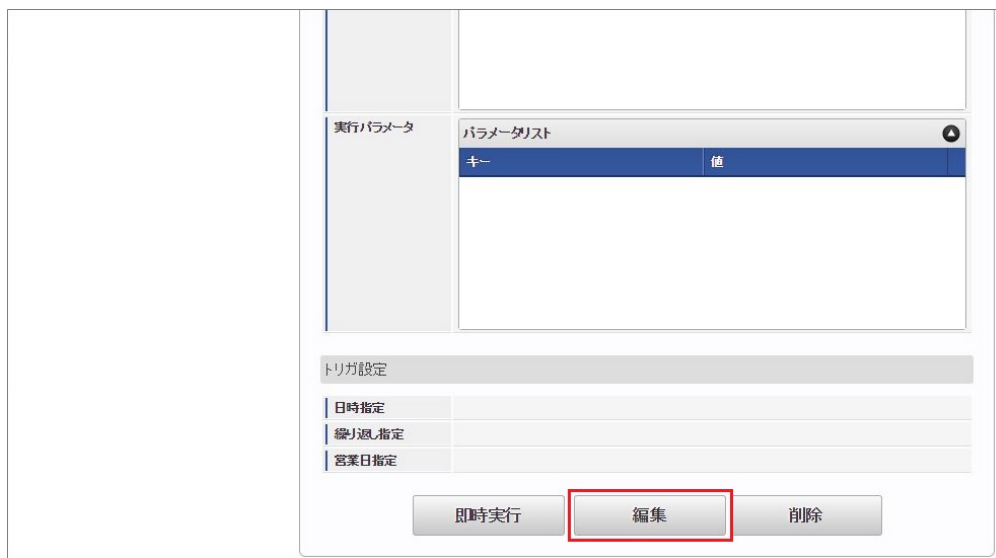 実行パラメータ
パラメータリスト
キー 値
トリガ設定
日時指定
繰り返し指定
営業日指定
即時実行 編集 削除